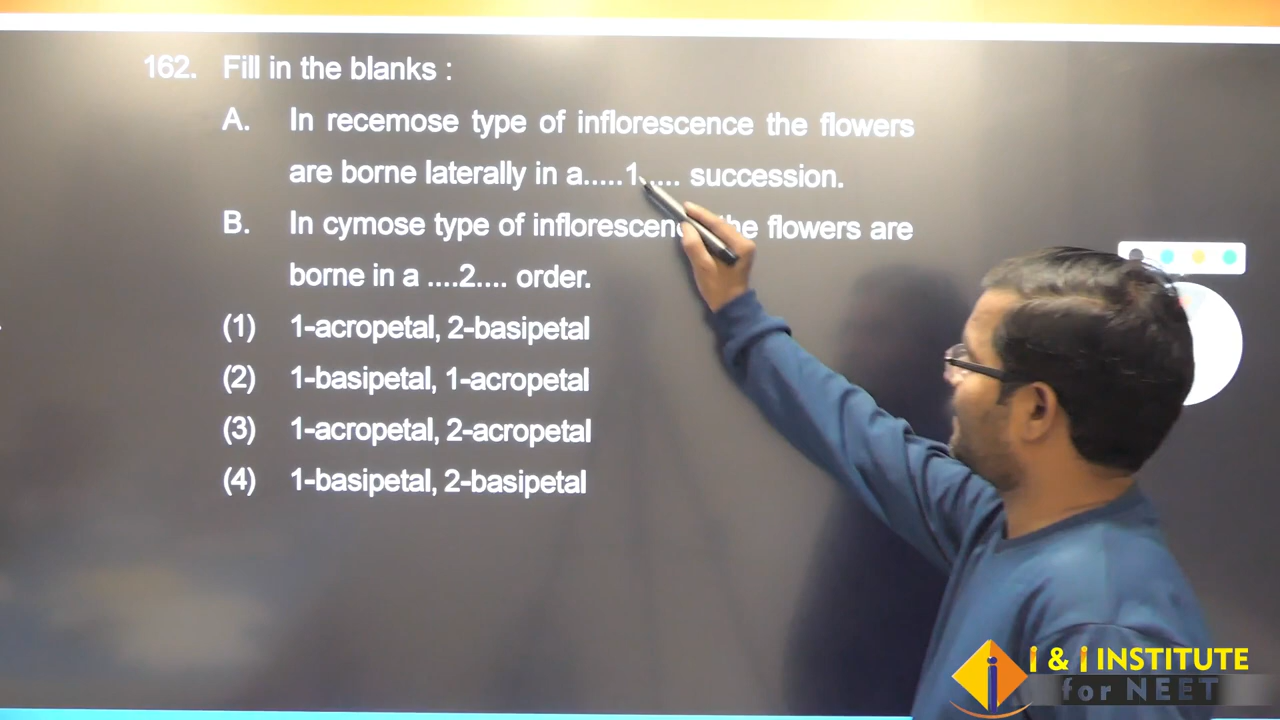 162. Fill in the blanks :
A. In recemose type of inflorescence the flowers
are borne laterally in a.....1..... succession.
B. In cymose type of inflorescence the flowers are
borne in a ....2.... order.
(1) 1-acropetal, 2-basipetal
(2) 1-basipetal, 1-acropetal
(3) 1-acropetal, 2-acropetal
(4) 1-basipetal, 2-basipetal
i & i INSTITUTE
for NEET